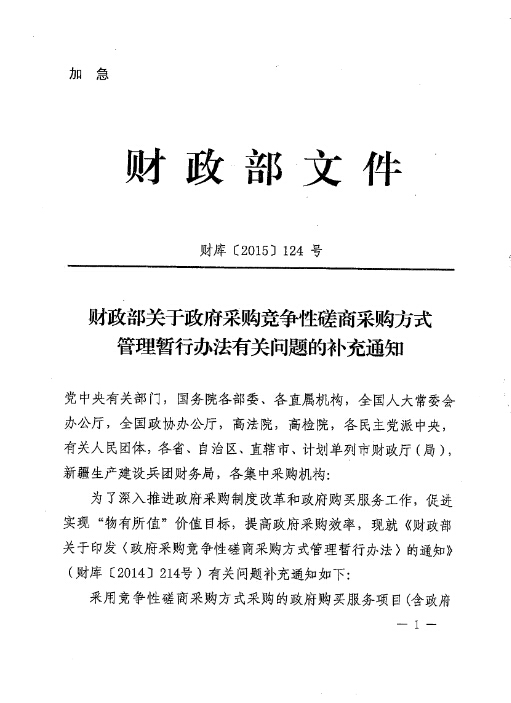 加 急
财政部文件
财库〔2015〕124 号
财政部关于政府采购竞争性磋商采购方式
管理暂行办法有关问题的补充通知
党中央有关部门，国务院各部委、各直属机构，全国人大常委会
办公厅，全国政协办公厅，高法院，高检院，各民主党派中央，
有关人民团体，各省、自治区、直辖市、计划单列市财政厅（局），
新疆生产建设兵团财务局，各集中采购机构：
为了深入推进政府采购制度改革和政府购买服务工作，促进
实现“物有所值”价值目标，提高政府采购效率，现就《财政部
关于印发〈政府采购竞争性磋商采购方式管理暂行办法〉的通知》
（财库〔2014〕214号）有关问题补充通知如下：
采用竞争性磋商采购方式采购的政府购买服务项目(含政府
— 1 —